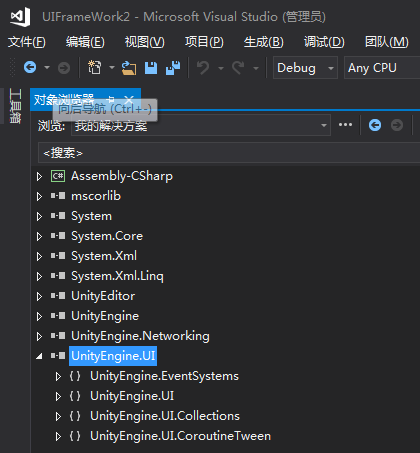 UIFrameWork2 - Microsoft Visual Studio (管理员)
文件(F) 编辑(E) 视图(V) 项目(P) 生成(B) 调试(D) 团队(M)
Debug Any CPU
工具箱
对象浏览器
向后导航 (Ctrl+-)
浏览: 我的解决方案
<搜索>
C# Assembly-CSharp
mscorlib
System
System.Core
System.Xml
System.Xml.Linq
UnityEditor
UnityEngine
UnityEngine.Networking
UnityEngine.UI
{ } UnityEngine.EventSystems
{ } UnityEngine.UI
{ } UnityEngine.UI.Collections
{ } UnityEngine.UI.CoroutineTween